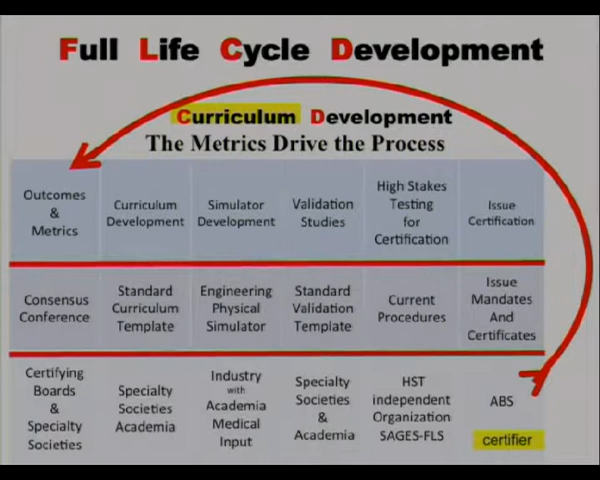 Full Life Cycle Development
Curriculum Development
The Metrics Drive the Process
Outcomes
&
Metrics
Curriculum
Development
Simulator
Development
Validation
Studies
High Stakes
Testing
for
Certification
Issue
Certification
Consensus
Conference
Standard
Curriculum
Template
Engineering
Physical
Simulator
Standard
Validation
Template
Current
Procedures
Issue
Mandates
And
Certificates
Certifying
Boards
&
Specialty
Societies
Specialty
Societies
Academia
Industry
with
Academia
Medical
Input
Specialty
Societies
&
Academia
HST
independent
Organization
SAGES-FLS
ABS
certifier